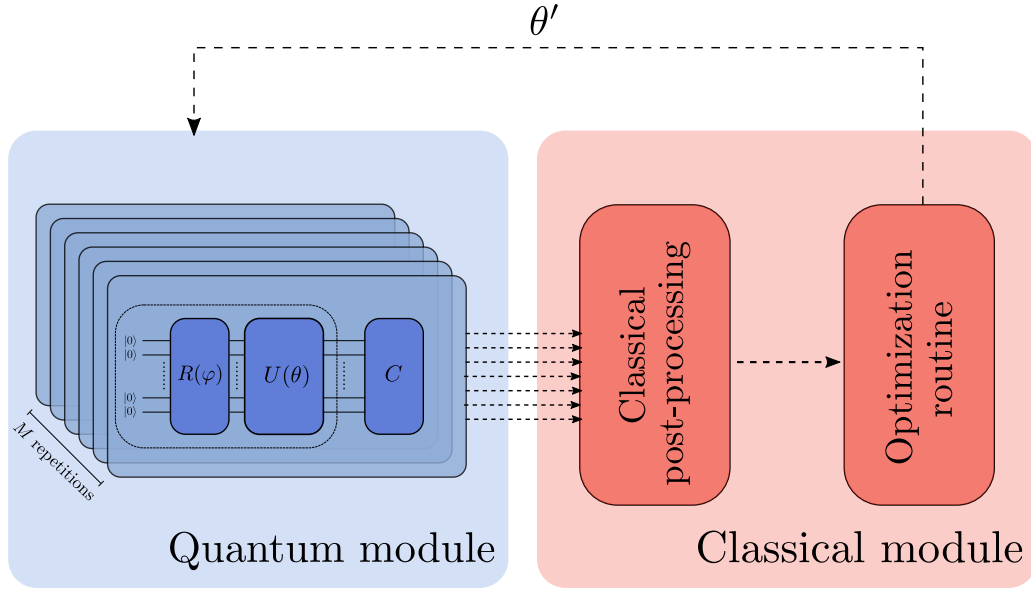 θ′
|0⟩
|0⟩
|0⟩
|0⟩
R(φ)
U(θ)
C
M repetitions
Quantum module
Classical
post-processing
Optimization
routine
Classical module